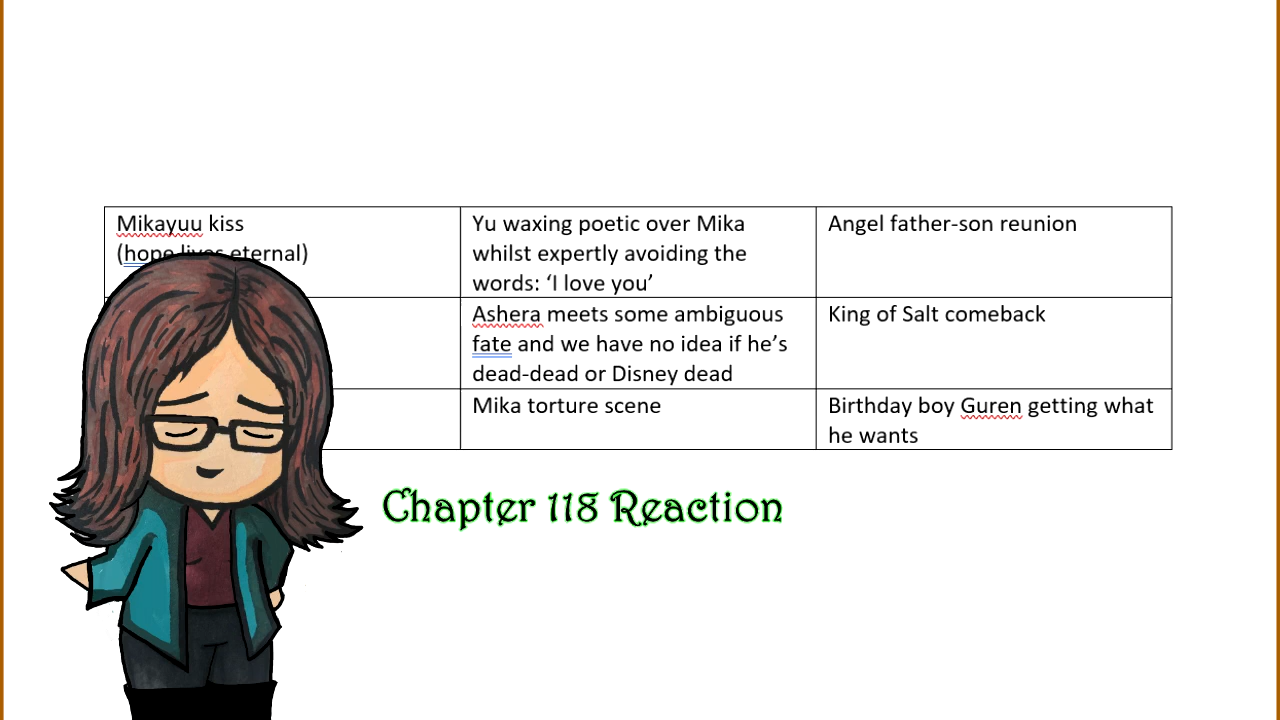 Mikayuu kiss
(hope lives eternal)
Yu waxing poetic over Mika
whilst expertly avoiding the
words: ‘I love you’
Angel father-son reunion
Ashera meets some ambiguous
fate and we have no idea if he’s
dead-dead or Disney dead
King of Salt comeback
Mika torture scene
Birthday boy Guren getting what
he wants
Chapter 118 Reaction